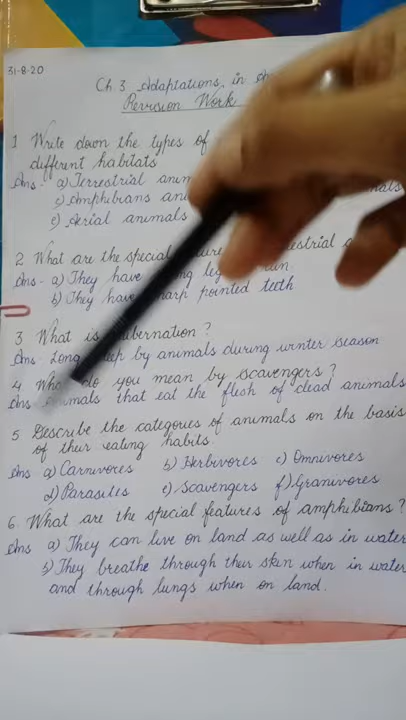 31-8-20
Ch 3 Adaptations in
Revision Work
1 Write down the types of
different habitats
Ans- a) Terrestrial
c) Amphibians
e) Aerial animals
2 What are the special
Ans- a) They have
b) They have pointed teeth
3 What is hibernation ?
Ans- Long by animals during winter season
4. do you mean by scavengers ?
Ans animals that eat the flesh of dead animals
5 Describe the categories of animals on the basis
of their eating habits.
Ans a) Carnivores b) Herbivores c) Omnivores
d) Parasites e) Scavengers f) Granivores
6. What are the special features of amphibians ?
Ans a) They can live on land as well as in water
b) They breathe through their skin when in water
and through lungs when on land.